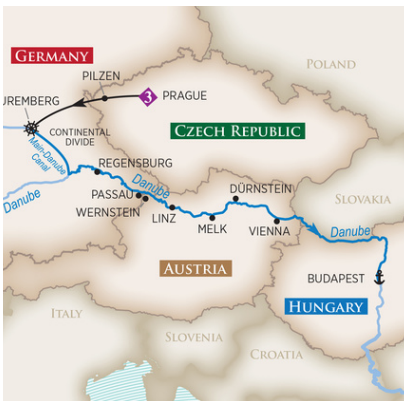 GERMANY
POLAND
PILZEN
3
PRAGUE
UREMBERG
CONTINENTAL
DIVIDE
CZECH REPUBLIC
Main-Danube
Canal
REGENSBURG
Danube
Danube
PASSAU
WERNSTEIN
LINZ
DÜRNSTEIN
MELK
VIENNA
SLOVAKIA
Danube
AUSTRIA
BUDAPEST
HUNGARY
ITALY
SLOVENIA
CROATIA